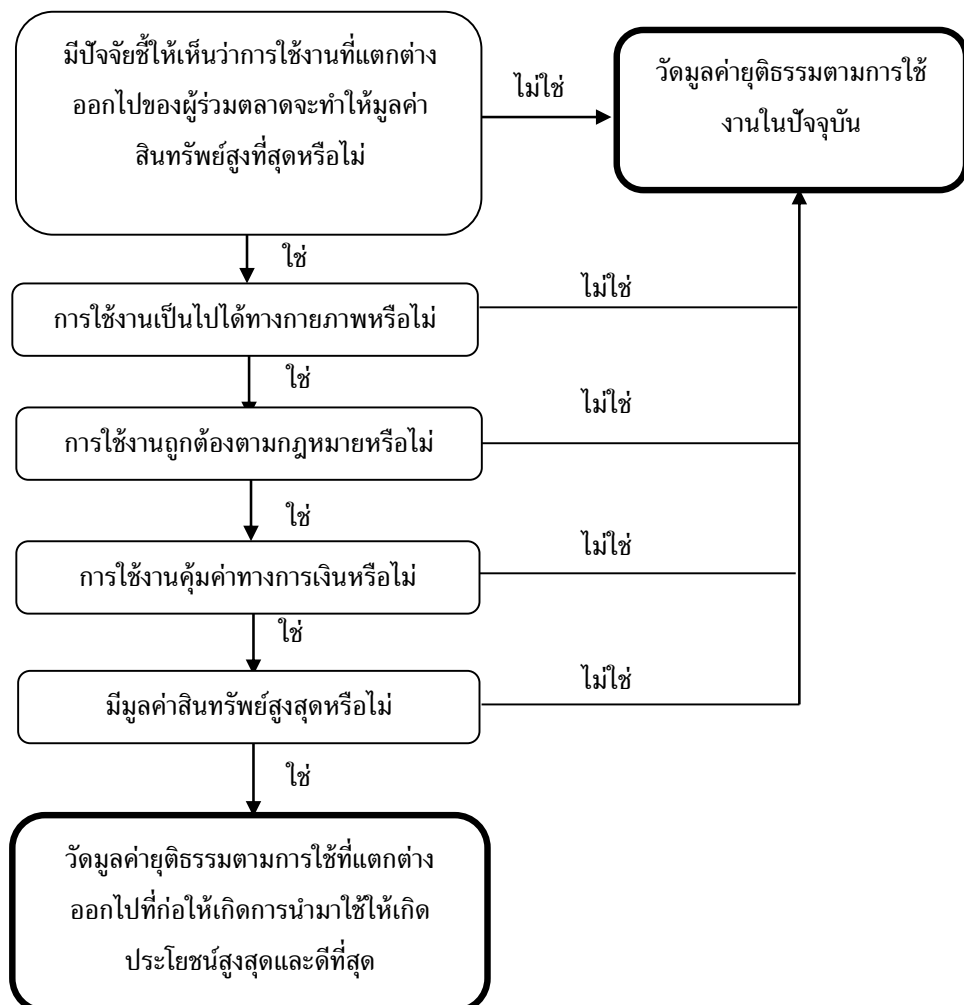 มีปัจจัยชี้ให้เห็นว่าการใช้งานที่แตกต่าง
ออกไปของผู้ร่วมตลาดจะทำให้มูลค่า
สินทรัพย์สูงที่สุดหรือไม่
ไม่ใช่
วัดมูลค่ายุติธรรมตามการใช้
งานในปัจจุบัน
ใช่
การใช้งานเป็นไปได้ทางกายภาพหรือไม่
ไม่ใช่
ใช่
การใช้งานถูกต้องตามกฎหมายหรือไม่
ไม่ใช่
ใช่
การใช้งานคุ้มค่าทางการเงินหรือไม่
ไม่ใช่
ใช่
มีมูลค่าสินทรัพย์สูงสุดหรือไม่
ไม่ใช่
ใช่
วัดมูลค่ายุติธรรมตามการใช้ที่แตกต่าง
ออกไปที่ก่อให้เกิดการนำมาใช้ให้เกิด
ประโยชน์สูงสุดและดีที่สุด